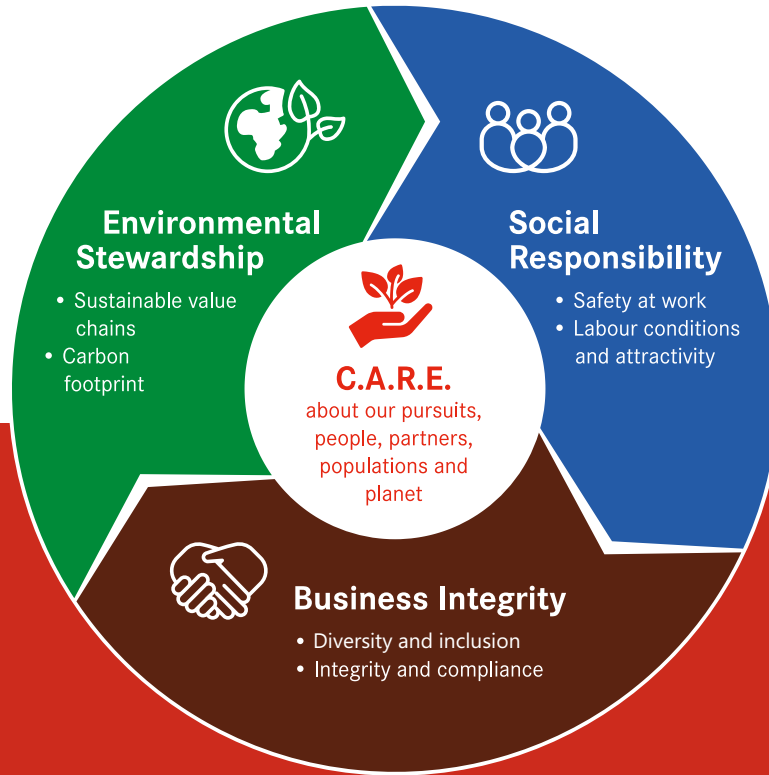 Environmental
Stewardship
• Sustainable value
chains
• Carbon
footprint
Social
Responsibility
• Safety at work
• Labour conditions
and attractivity
C.A.R.E.
about our pursuits,
people, partners,
populations and
planet
Business Integrity
• Diversity and inclusion
• Integrity and compliance